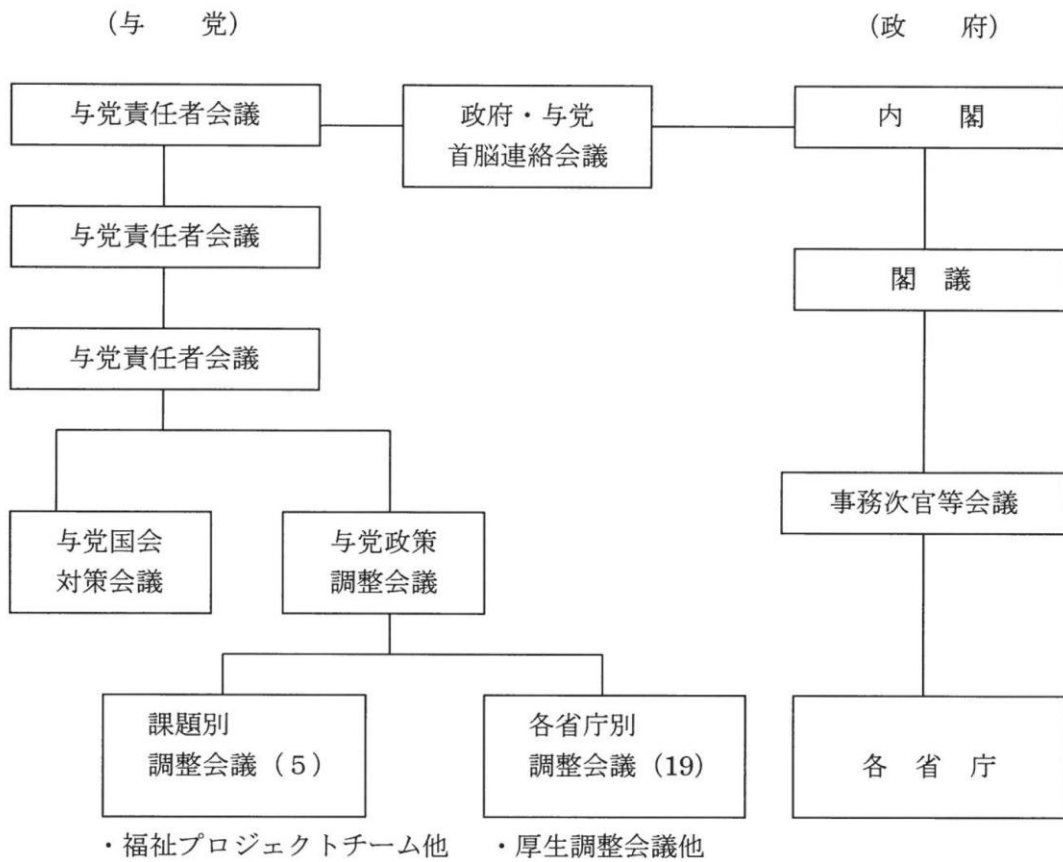 （与　　党）
（政　　府）
与党責任者会議
政府・与党
首脳連絡会議
内　　閣
与党責任者会議
閣　議
与党責任者会議
事務次官等会議
与党国会
対策会議
与党政策
調整会議
課題別
調整会議（５）
各省庁別
調整会議（19）
各　省　庁
・福祉プロジェクトチーム他
・厚生調整会議他